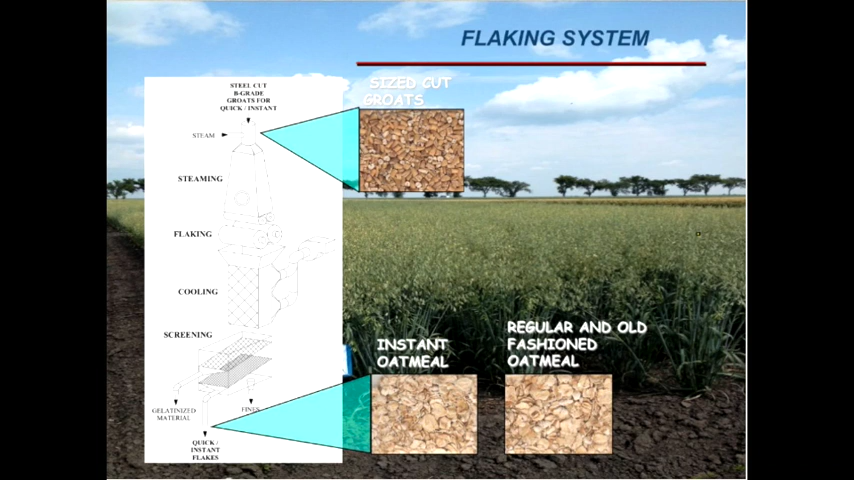 FLAKING SYSTEM
STEEL CUT
B-GRADE
GROATS FOR
QUICK / INSTANT
SIZED CUT
GROATS
STEAM
STEAMING
FLAKING
COOLING
SCREENING
GELATINIZED
MATERIAL
FINES
QUICK /
INSTANT
FLAKES
INSTANT
OATMEAL
REGULAR AND OLD
FASHIONED
OATMEAL